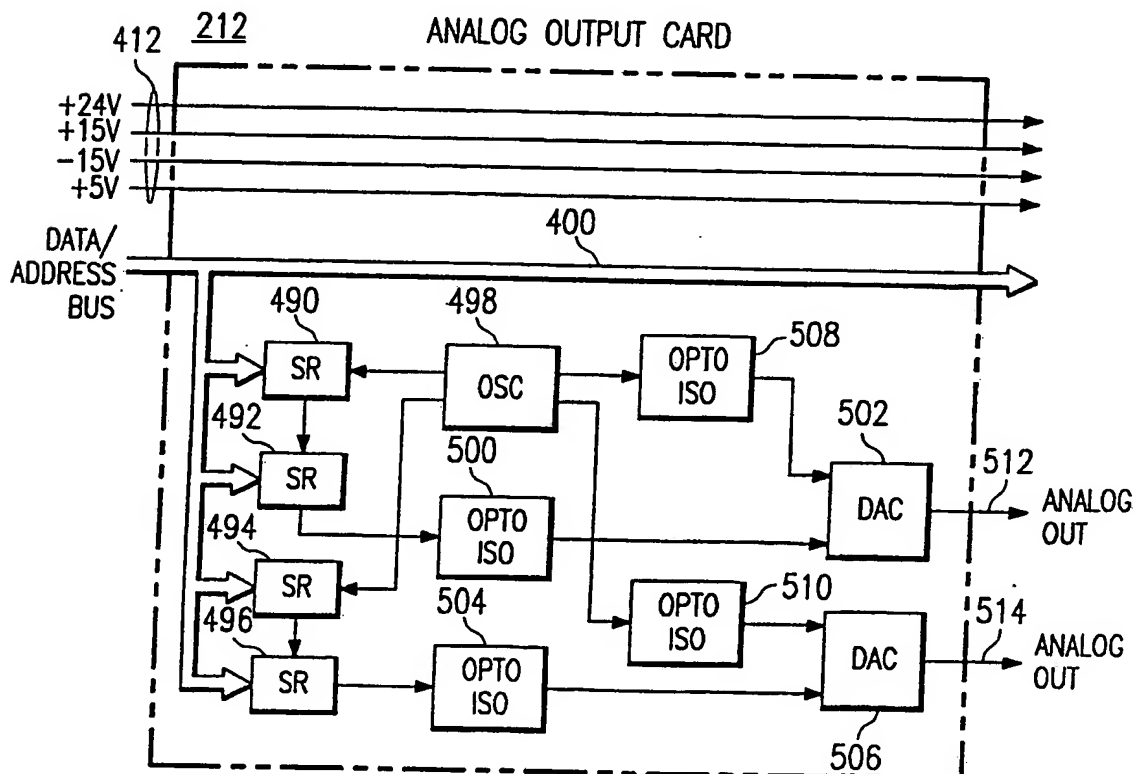 212
ANALOG OUTPUT CARD
412
+24V
+15V
-15V
+5V
DATA/
ADDRESS
BUS
400
490
SR
498
OSC
508
OPTO
ISO
492
SR
500
OPTO
ISO
502
DAC
512
ANALOG
OUT
494
SR
504
OPTO
ISO
510
OPTO
ISO
496
SR
506
DAC
514
ANALOG
OUT